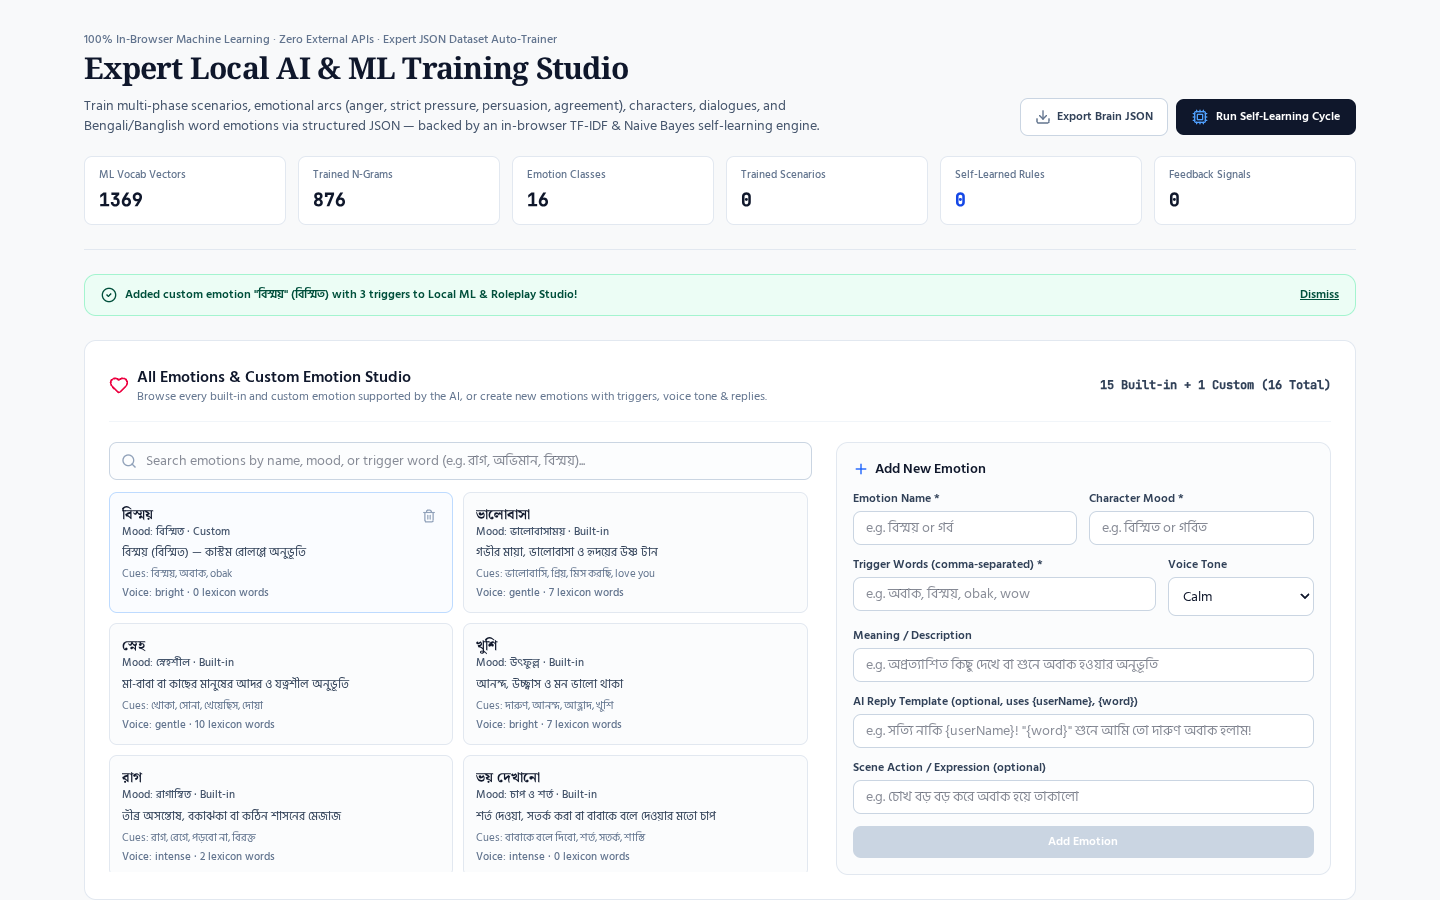 100% In-Browser Machine Learning · Zero External APIs · Expert JSON Dataset Auto-Trainer
Expert Local AI & ML Training Studio
Train multi-phase scenarios, emotional arcs (anger, strict pressure, persuasion, agreement), characters, dialogues, and
Bengali/Banglish word emotions via structured JSON — backed by an in-browser TF-IDF & Naive Bayes self-learning engine.
Export Brain JSON
Run Self-Learning Cycle
ML Vocab Vectors
1369
Trained N-Grams
876
Emotion Classes
16
Trained Scenarios
0
Self-Learned Rules
0
Feedback Signals
0
Added custom emotion "বিস্ময়" (বিস্মিত) with 3 triggers to Local ML & Roleplay Studio!
Dismiss
All Emotions & Custom Emotion Studio
Browse every built-in and custom emotion supported by the AI, or create new emotions with triggers, voice tone & replies.
15 Built-in + 1 Custom (16 Total)
Search emotions by name, mood, or trigger word (e.g. রাগ, অভিমান, বিস্ময়)...
বিস্ময়
Mood: বিস্মিত · Custom
বিস্ময় (বিস্মিত) — কাস্টম রোলপ্লে অনুভূতি
Cues: বিস্ময়, অবাক, obak
Voice: bright · 0 lexicon words
ভালোবাসা
Mood: ভালোবাসাময় · Built-in
গভীর মায়া, ভালোবাসা ও হৃদয়ের উষ্ণ টান
Cues: ভালোবাসি, প্রিয়, মিস করছি, love you
Voice: gentle · 7 lexicon words
স্নেহ
Mood: স্নেহশীল · Built-in
মা-বাবা বা কাছের মানুষের আদর ও যত্নশীল অনুভূতি
Cues: খোকা, সোনা, খেয়েছিস, দোয়া
Voice: gentle · 10 lexicon words
খুশি
Mood: উৎফুল্ল · Built-in
আনন্দ, উচ্ছ্বাস ও মন ভালো থাকা
Cues: দারুণ, আনন্দ, আহ্লাদ, খুশি
Voice: bright · 7 lexicon words
রাগ
Mood: রাগান্বিত · Built-in
তীব্র অসন্তোষ, বকাঝকা বা কঠিন শাসনের মেজাজ
Cues: রাগ, রেগে, পড়বো না, বিরক্ত
Voice: intense · 2 lexicon words
ভয় দেখানো
Mood: চাপ ও শর্ত · Built-in
শর্ত দেওয়া, সতর্ক করা বা বাবাকে বলে দেওয়ার মতো চাপ
Cues: বাবাকে বলে দিবো, শর্ত, সতর্ক, শাস্তি
Voice: intense · 0 lexicon words
Add New Emotion
Emotion Name *
e.g. বিস্ময় or গর্ব
Character Mood *
e.g. বিস্মিত or গর্বিত
Trigger Words (comma-separated) *
e.g. অবাক, বিস্ময়, obak, wow
Voice Tone
Calm
Meaning / Description
e.g. অপ্রত্যাশিত কিছু দেখে বা শুনে অবাক হওয়ার অনুভূতি
AI Reply Template (optional, uses {userName}, {word})
e.g. সত্যি নাকি {userName}! "{word}" শুনে আমি তো দারুণ অবাক হলাম!
Scene Action / Expression (optional)
e.g. চোখ বড় বড় করে অবাক হয়ে তাকালো
Add Emotion